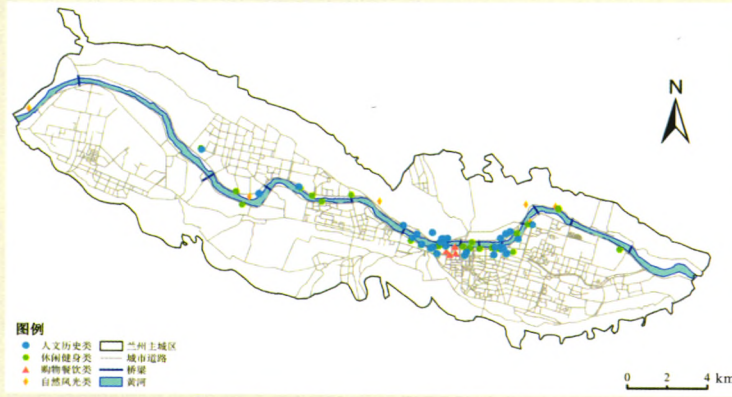 N
图例
人文历史类 兰州主城区
休闲健身类 城市道路
购物餐饮类 桥梁
自然风光类 黄河
0 2 4 km